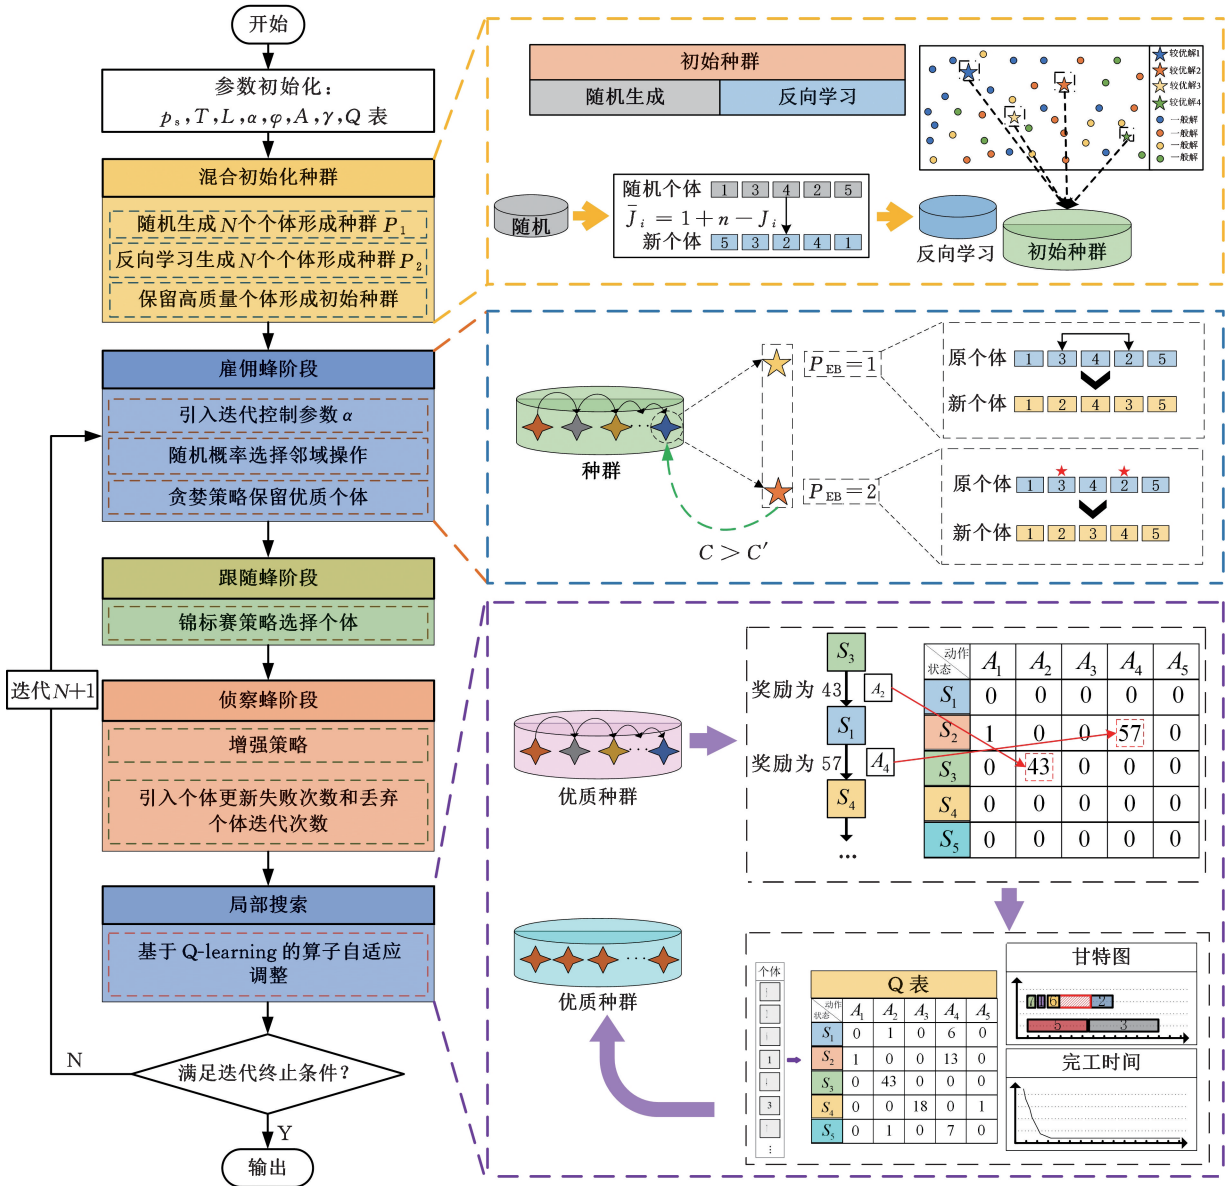 开始
参数初始化：
pₛ,T,L,α,φ,A,γ,Q 表
混合初始化种群
随机生成N个个体形成种群P₁
反向学习生成N个个体形成种群P₂
保留高质量个体形成初始种群
雇佣蜂阶段
引入迭代控制参数α
随机概率选择邻域操作
贪婪策略保留优质个体
跟随蜂阶段
锦标赛策略选择个体
迭代N+1
侦察蜂阶段
增强策略
引入个体更新失败次数和丢弃
个体迭代次数
局部搜索
基于 Q-learning 的算子自适应
调整
N
满足迭代终止条件?
Y
输出
初始种群
随机生成 反向学习
较优解1
较优解2
较优解3
较优解4
一般解
一般解
一般解
一般解
随机
随机个体 1 3 4 2 5
J̄ᵢ = 1 + n − Jᵢ
新个体 5 3 2 4 1
反向学习
初始种群
种群
P_EB=1
P_EB=2
C > C′
原个体 1 3 4 2 5
新个体 1 2 4 3 5
原个体 1 3 4 2 5
新个体 1 2 3 4 5
优质种群
S₃
奖励为 43 A₂
S₁
奖励为 57 A₄
S₄
...
动作 状态 A₁ A₂ A₃ A₄ A₅
S₁ 0 0 0 0 0
S₂ 1 0 0 57 0
S₃ 0 43 0 0 0
S₄ 0 0 0 0 0
S₅ 0 0 0 0 0
优质种群
个体
1
3
Q 表
动作 状态 A₁ A₂ A₃ A₄ A₅
S₁ 0 1 0 6 0
S₂ 1 0 0 13 0
S₃ 0 43 0 0 0
S₄ 0 0 18 0 1
S₅ 0 1 0 7 0
甘特图
7 1 6 2
5 3
完工时间